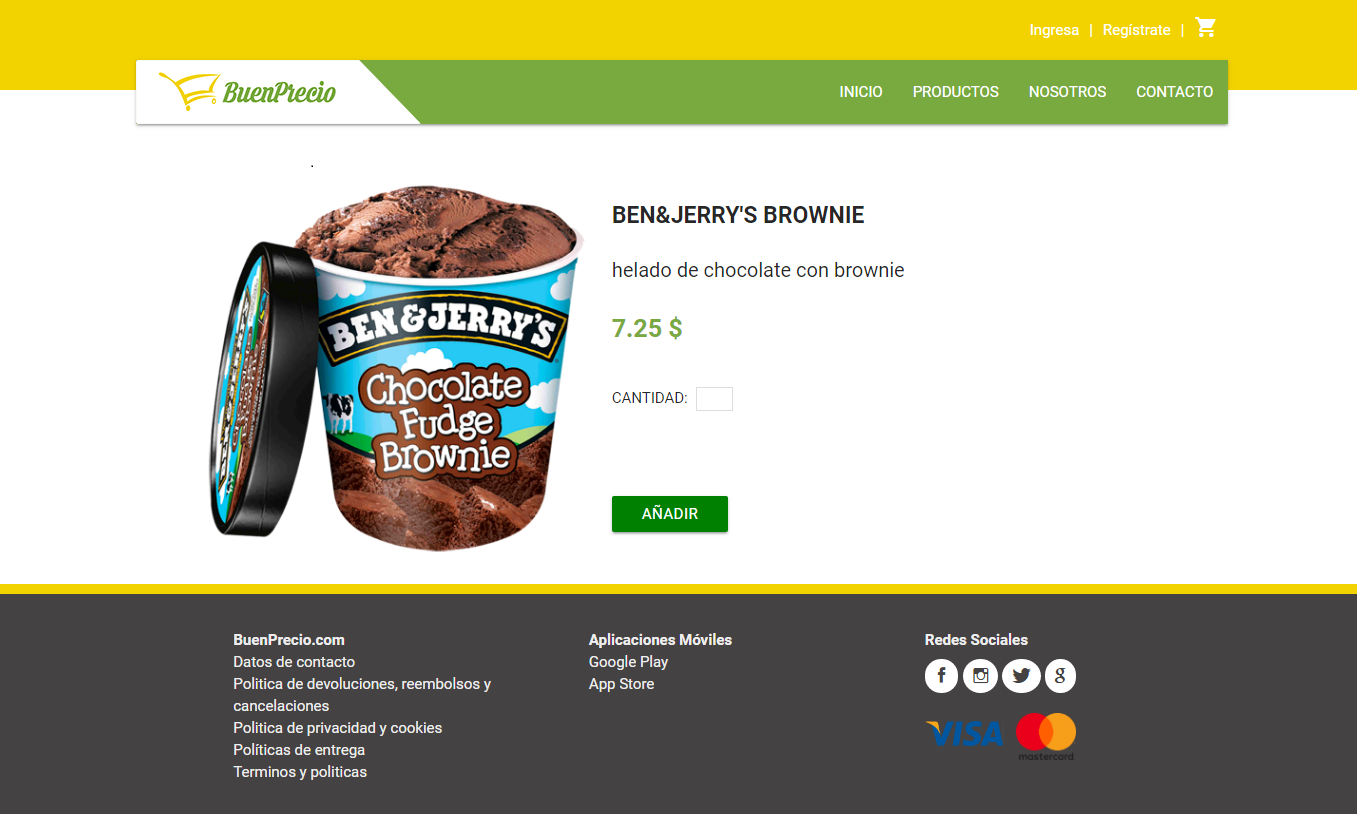 Ingresa | Regístrate |
BuenPrecio
INICIO PRODUCTOS NOSOTROS CONTACTO
.
BEN&JERRY'S BROWNIE
helado de chocolate con brownie
7.25 $
CANTIDAD:
AÑADIR
BEN&JERRY'S
Chocolate
Fudge
Brownie
BuenPrecio.com
Datos de contacto
Politica de devoluciones, reembolsos y
cancelaciones
Politica de privacidad y cookies
Políticas de entrega
Terminos y politicas
Aplicaciones Móviles
Google Play
App Store
Redes Sociales
VISA
mastercard